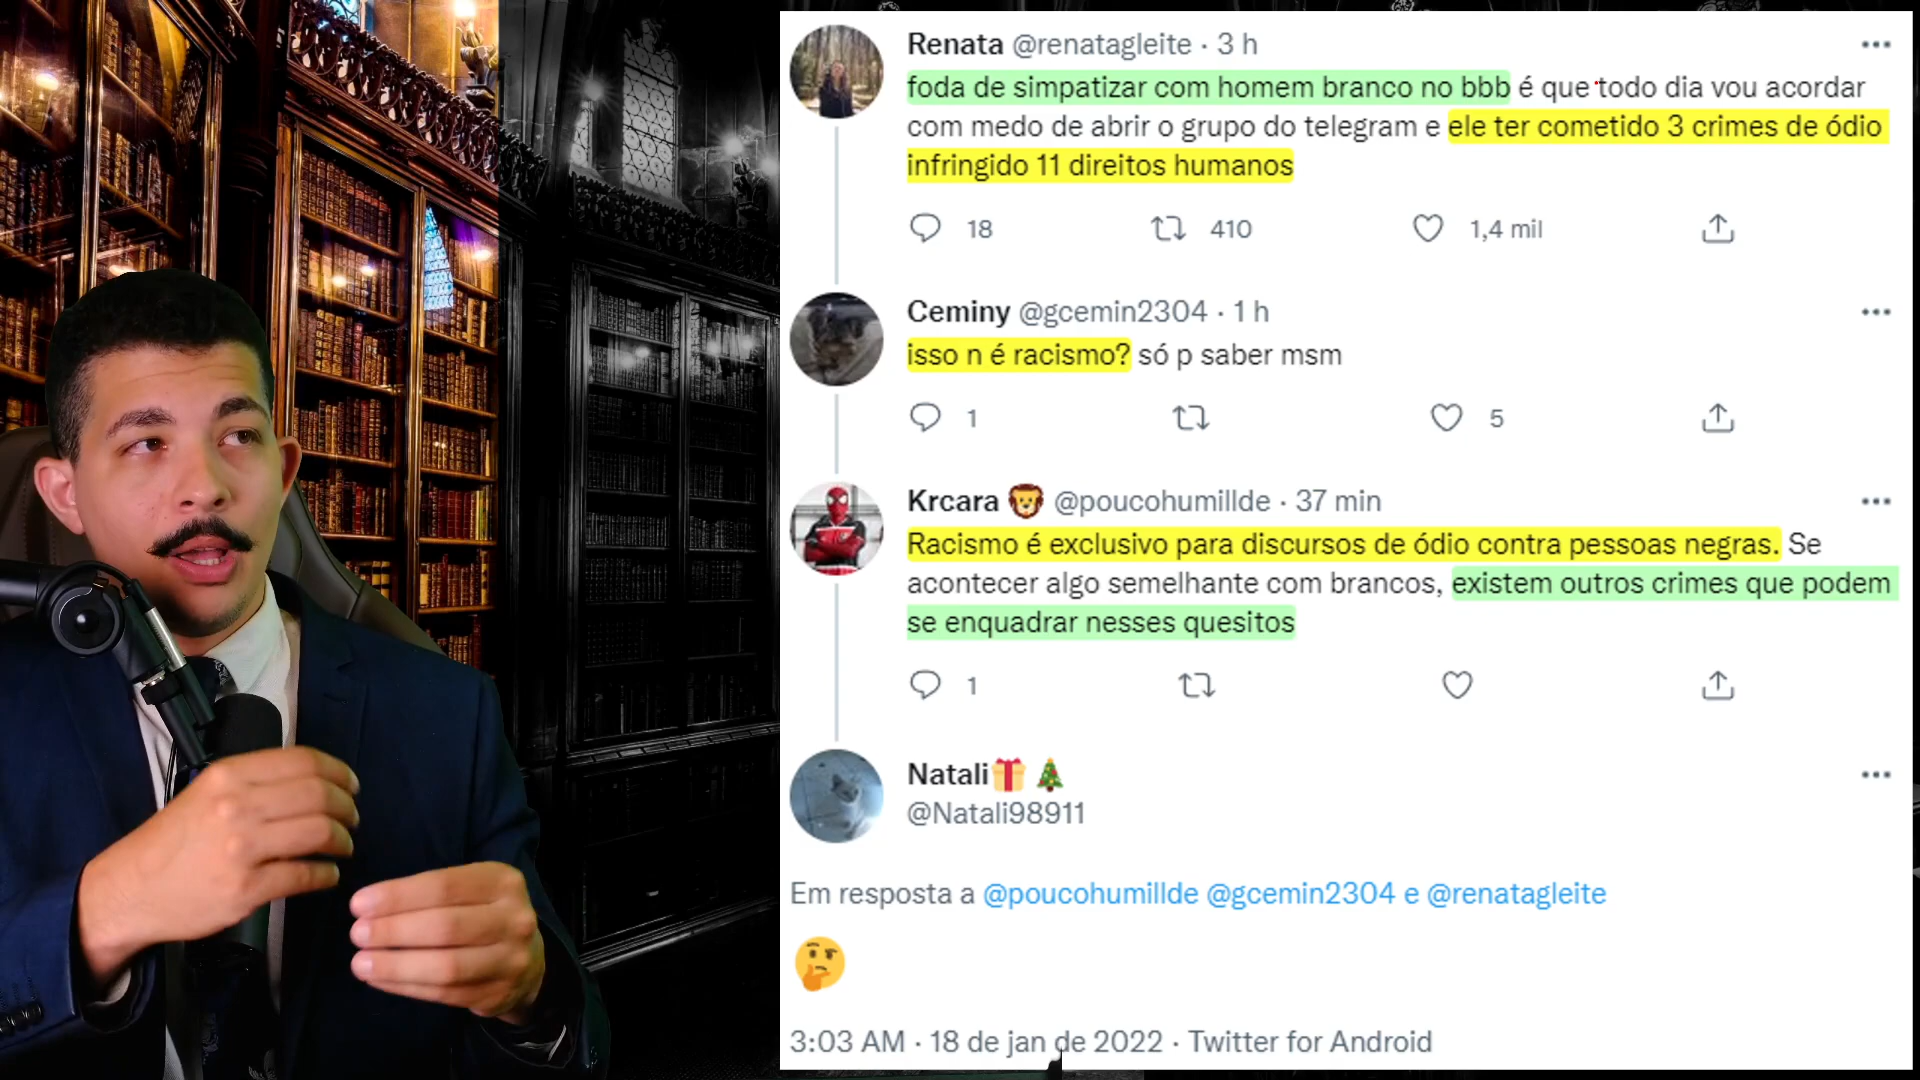 Renata @renatagleite · 3 h
foda de simpatizar com homem branco no bbb é que todo dia vou acordar
com medo de abrir o grupo do telegram e ele ter cometido 3 crimes de ódio
infringido 11 direitos humanos
18 410 1,4 mil
Ceminy @gcemin2304 · 1 h
isso n é racismo? só p saber msm
1 5
Krcara 🦁 @poucohumillde · 37 min
Racismo é exclusivo para discursos de ódio contra pessoas negras. Se
acontecer algo semelhante com brancos, existem outros crimes que podem
se enquadrar nesses quesitos
1
Natali🎁 🎄
@Natali98911
Em resposta a @poucohumillde @gcemin2304 e @renatagleite
🤔
3:03 AM · 18 de jan de 2022 · Twitter for Android